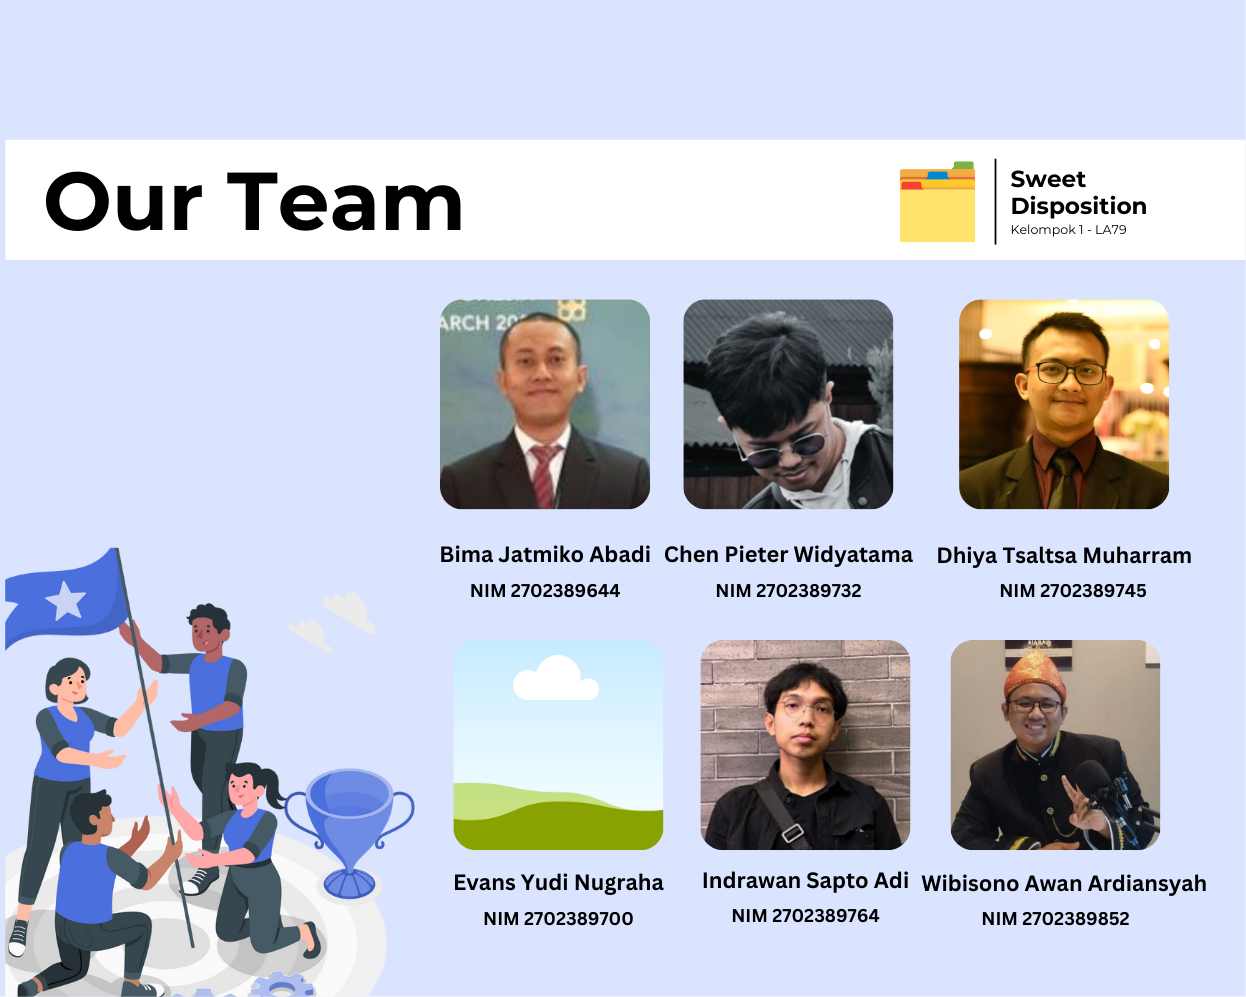 Our Team
Sweet
Disposition
Kelompok 1 - LA79
ARCH 20
Bima Jatmiko Abadi
NIM 2702389644
Chen Pieter Widyatama
NIM 2702389732
Dhiya Tsaltsa Muharram
NIM 2702389745
Evans Yudi Nugraha
NIM 2702389700
Indrawan Sapto Adi
NIM 2702389764
Wibisono Awan Ardiansyah
NIM 2702389852